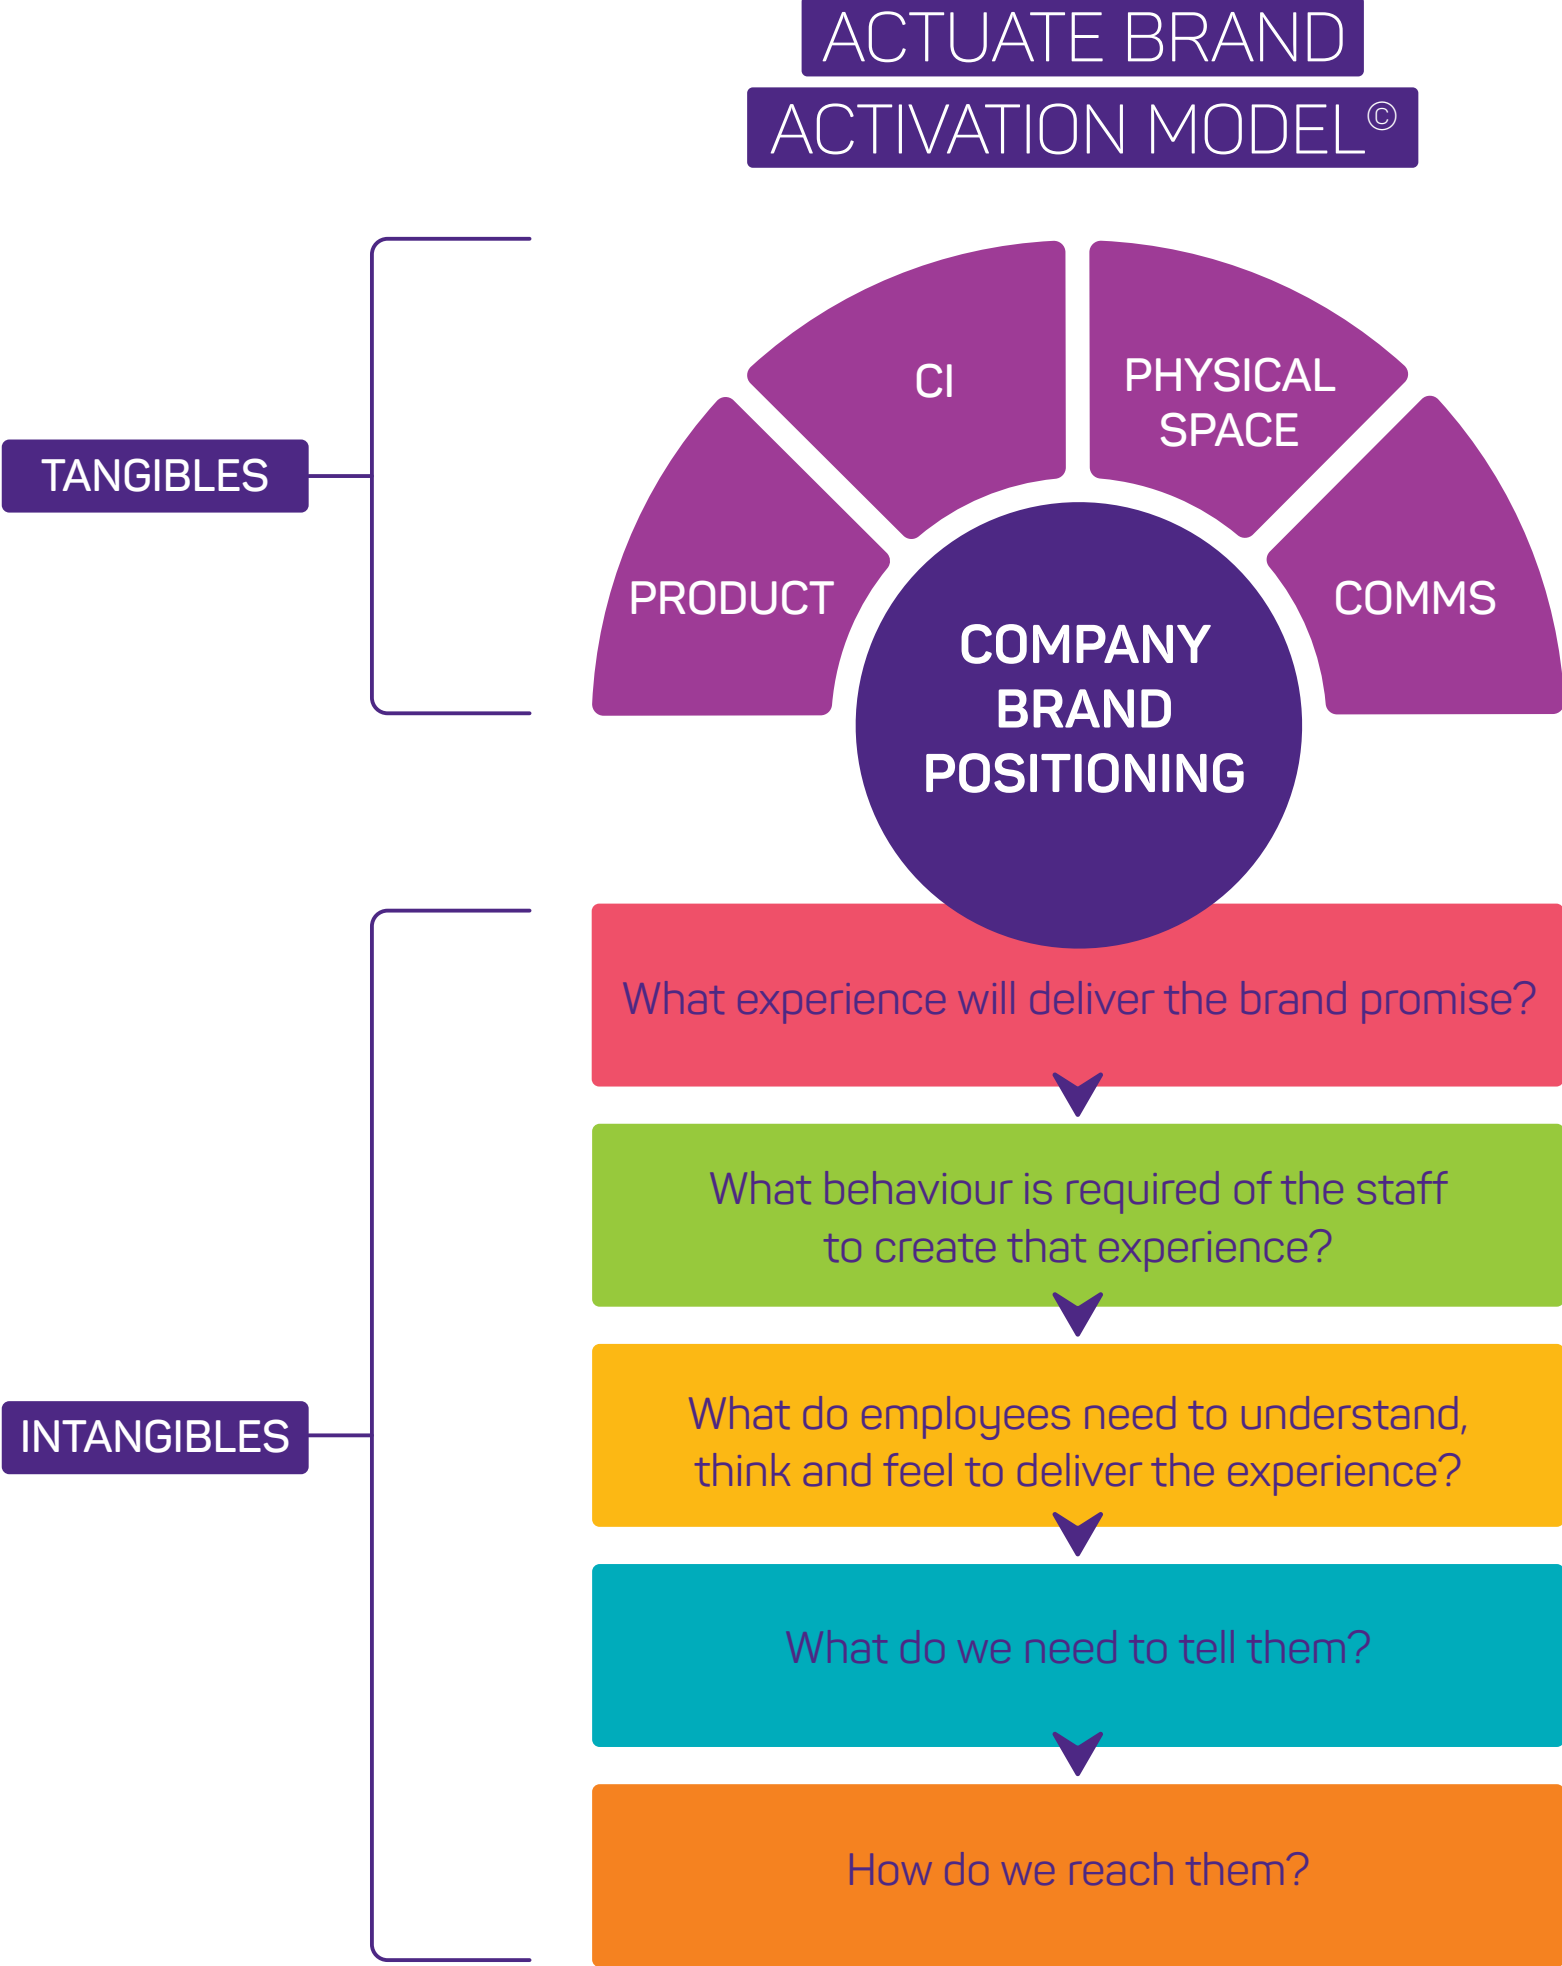 ACTUATE BRAND
ACTIVATION MODEL©
TANGIBLES
PRODUCT
CI
PHYSICAL
SPACE
COMMS
COMPANY
BRAND
POSITIONING
INTANGIBLES
What experience will deliver the brand promise?
What behaviour is required of the staff
to create that experience?
What do employees need to understand,
think and feel to deliver the experience?
What do we need to tell them?
How do we reach them?